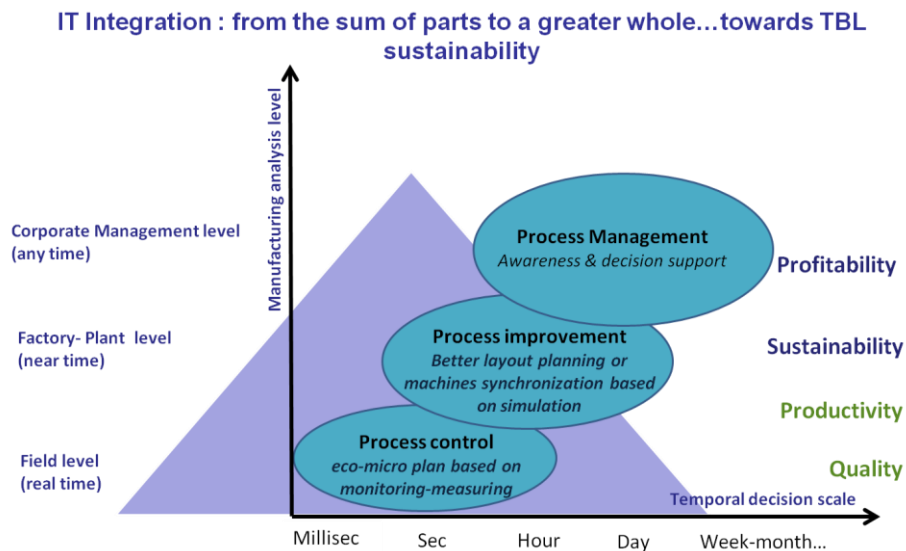 IT Integration : from the sum of parts to a greater whole...towards TBL
sustainability
Manufacturing analysis level
Corporate Management level
(any time)
Process Management
Awareness & decision support
Profitability
Factory- Plant level
(near time)
Process improvement
Better layout planning or
machines synchronization based
on simulation
Sustainability
Productivity
Field level
(real time)
Process control
eco-micro plan based on
monitoring-measuring
Quality
Temporal decision scale
Millisec
Sec
Hour
Day
Week-month...